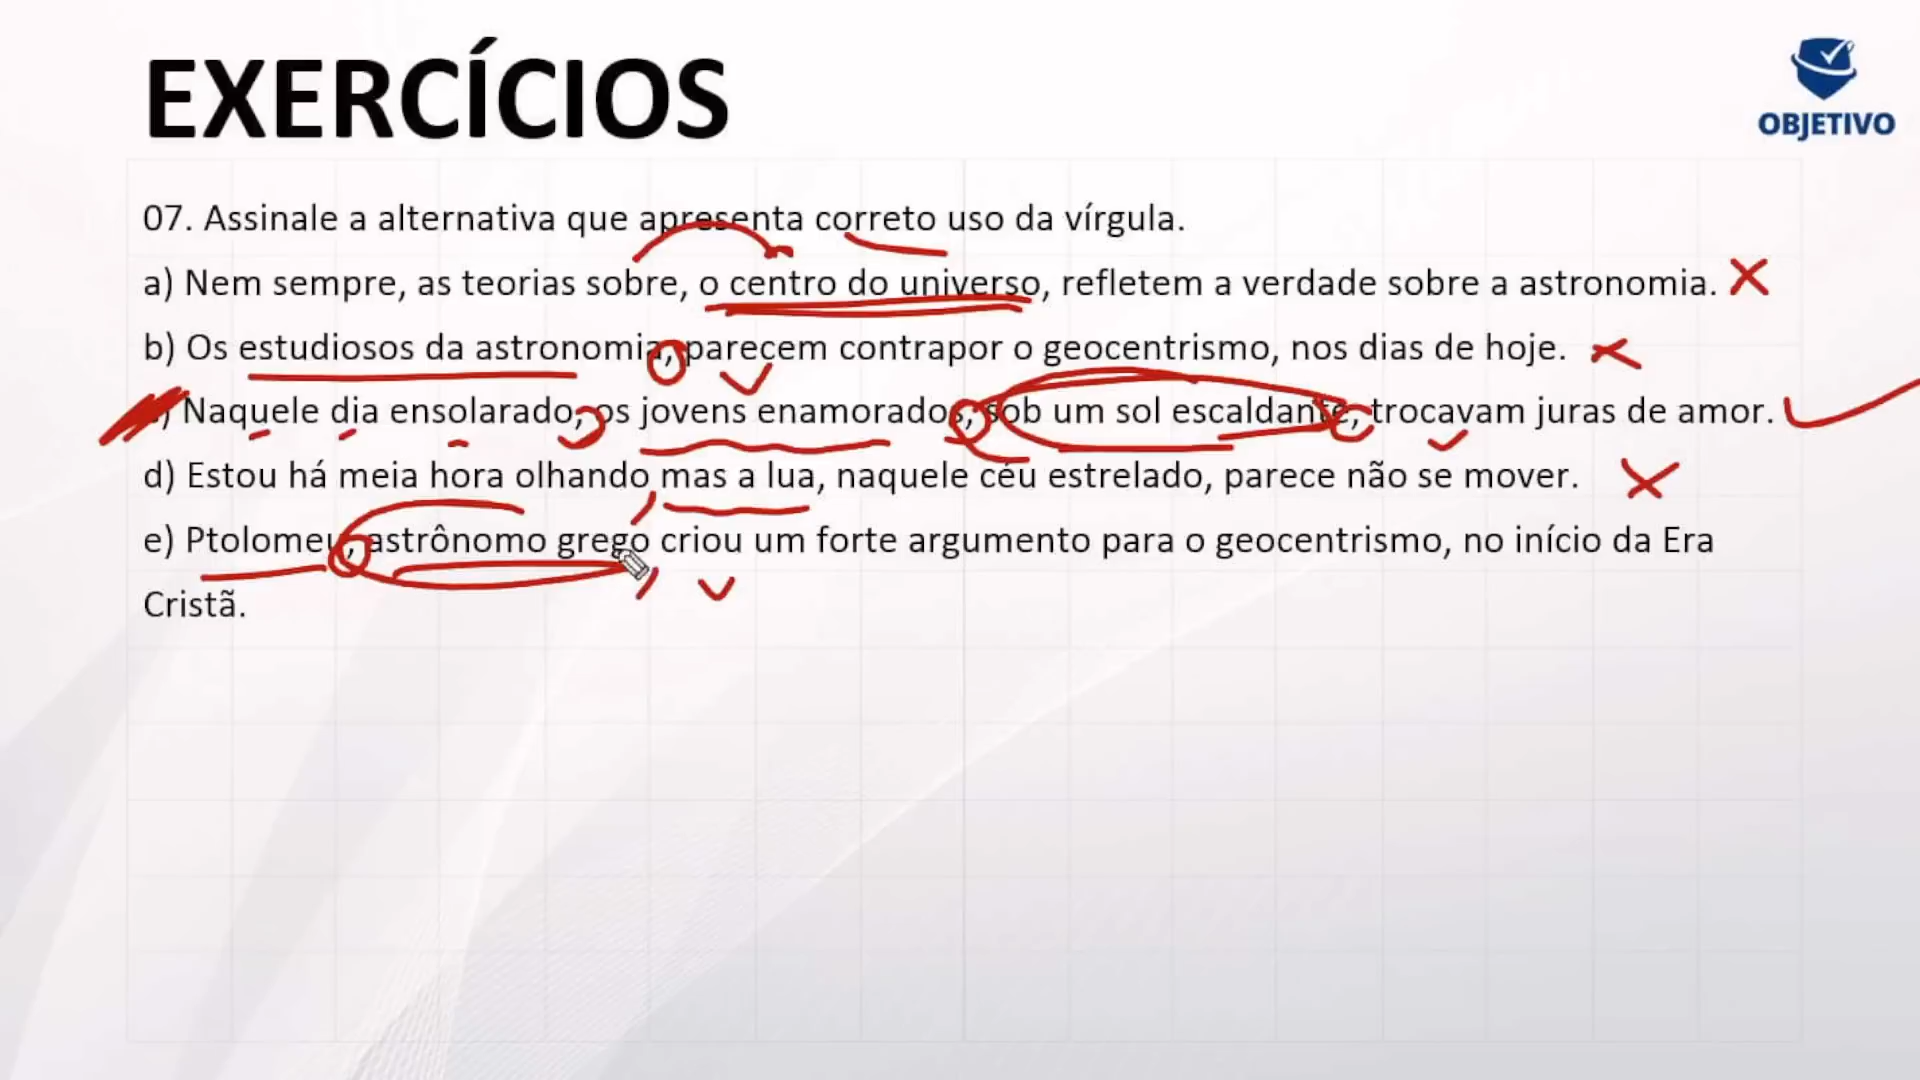 EXERCÍCIOS
OBJETIVO
07. Assinale a alternativa que apresenta correto uso da vírgula.
a) Nem sempre, as teorias sobre, o centro do universo, refletem a verdade sobre a astronomia.
b) Os estudiosos da astronomia, parecem contrapor o geocentrismo, nos dias de hoje.
) Naquele dia ensolarado, os jovens enamorados, sob um sol escaldante, trocavam juras de amor.
d) Estou há meia hora olhando mas a lua, naquele céu estrelado, parece não se mover.
e) Ptolomeu, astrônomo grego criou um forte argumento para o geocentrismo, no início da Era
Cristã.